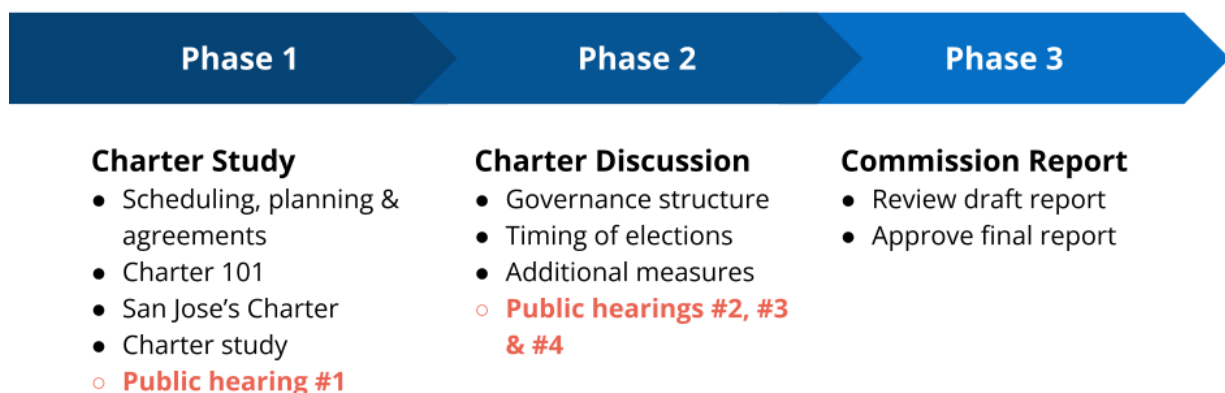 Phase 1
Phase 2
Phase 3
Charter Study
● Scheduling, planning &
agreements
● Charter 101
● San Jose’s Charter
● Charter study
○ Public hearing #1
Charter Discussion
● Governance structure
● Timing of elections
● Additional measures
○ Public hearings #2, #3
& #4
Commission Report
● Review draft report
● Approve final report